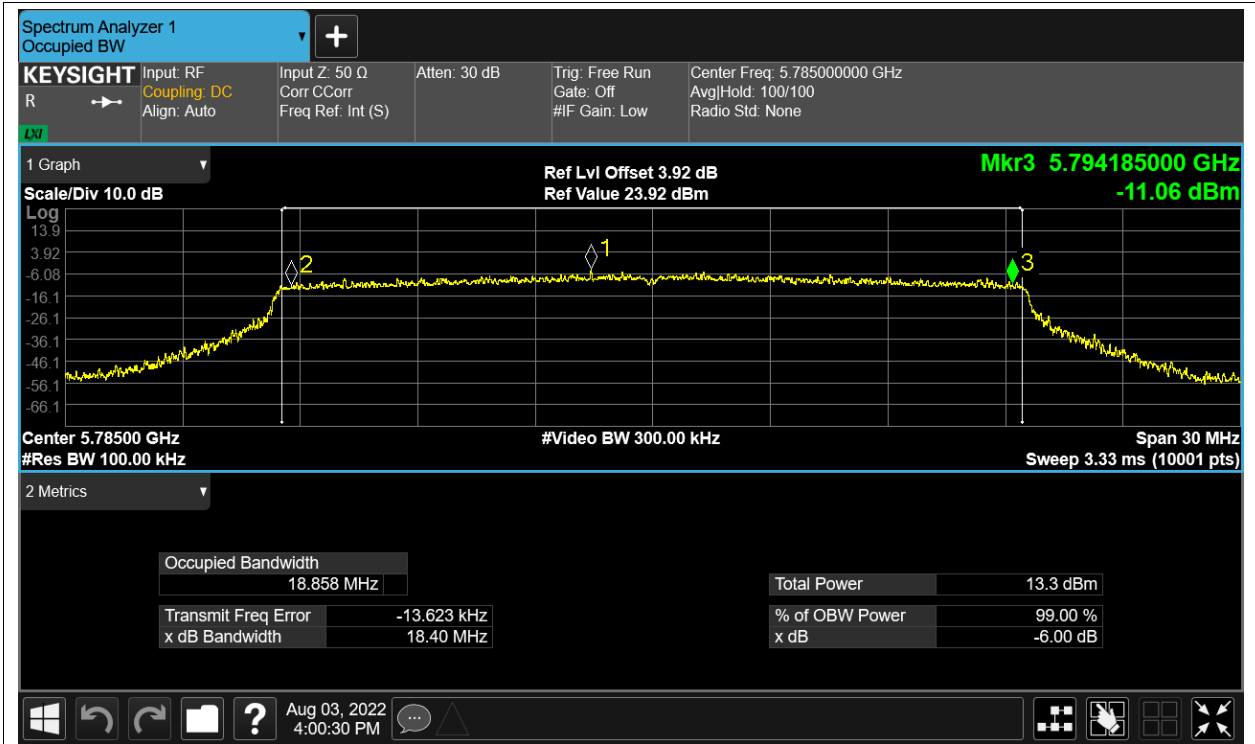 Spectrum Analyzer 1
Occupied BW
+
KEYSIGHT
R
LXI
Input: RF
Coupling: DC
Align: Auto
Input Z: 50 Ω
Corr CCorr
Freq Ref: Int (S)
Atten: 30 dB
Trig: Free Run
Gate: Off
#IF Gain: Low
Center Freq: 5.785000000 GHz
Avg|Hold: 100/100
Radio Std: None
1 Graph
Scale/Div 10.0 dB
Ref Lvl Offset 3.92 dB
Ref Value 23.92 dBm
Mkr3 5.794185000 GHz
-11.06 dBm
Log
13.9
3.92
-6.08
-16.1
-26.1
-36.1
-46.1
-56.1
-66.1
2
1
3
Center 5.78500 GHz
#Res BW 100.00 kHz
#Video BW 300.00 kHz
Span 30 MHz
Sweep 3.33 ms (10001 pts)
2 Metrics
Occupied Bandwidth
18.858 MHz
Transmit Freq Error -13.623 kHz
x dB Bandwidth 18.40 MHz
Total Power 13.3 dBm
% of OBW Power 99.00 %
x dB -6.00 dB
?
Aug 03, 2022
4:00:30 PM